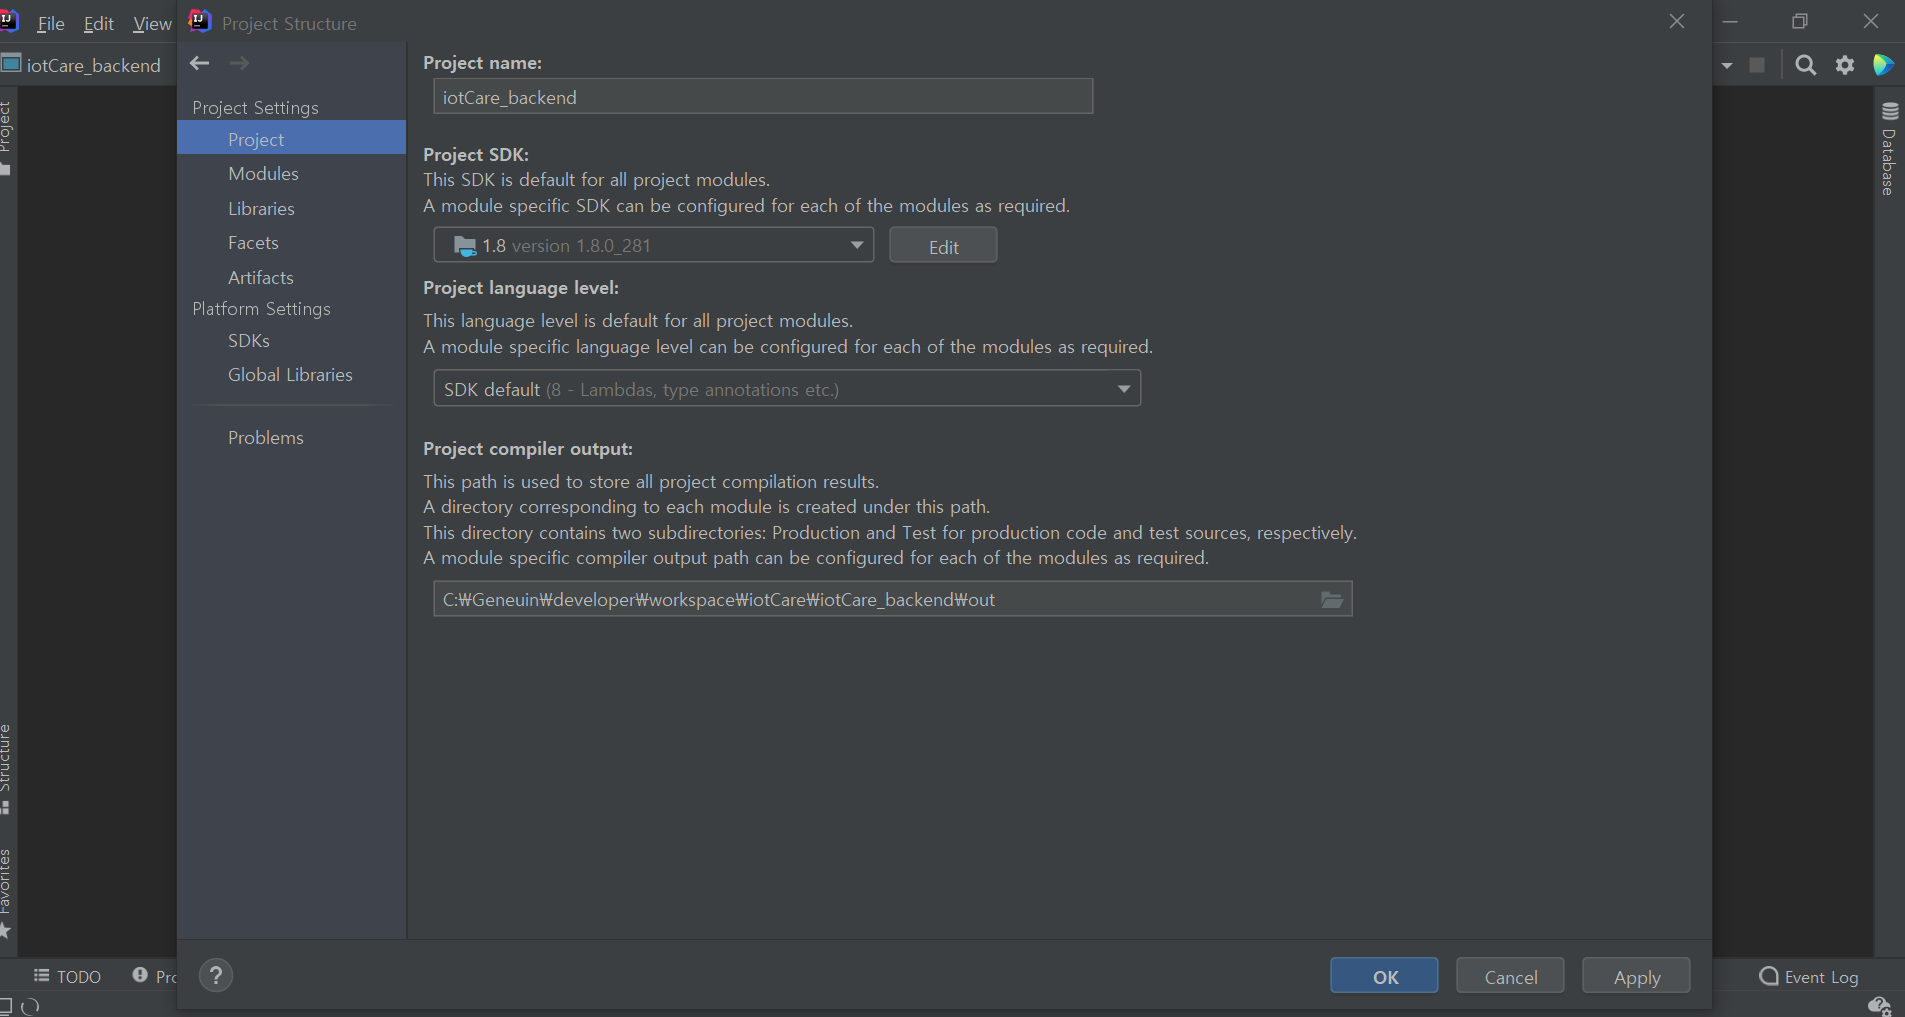 File Edit View
Project Structure
iotCare_backend
Project
Structure
Favorites
Project Settings
Project
Modules
Libraries
Facets
Artifacts
Platform Settings
SDKs
Global Libraries
Problems
Project name:
iotCare_backend
Project SDK:
This SDK is default for all project modules.
A module specific SDK can be configured for each of the modules as required.
1.8 version 1.8.0_281
Edit
Project language level:
This language level is default for all project modules.
A module specific language level can be configured for each of the modules as required.
SDK default (8 - Lambdas, type annotations etc.)
Project compiler output:
This path is used to store all project compilation results.
A directory corresponding to each module is created under this path.
This directory contains two subdirectories: Production and Test for production code and test sources, respectively.
A module specific compiler output path can be configured for each of the modules as required.
C:₩Geneuin₩developer₩workspace₩iotCare₩iotCare_backend₩out
Database
?
OK
Cancel
Apply
TODO
Pro
Event Log